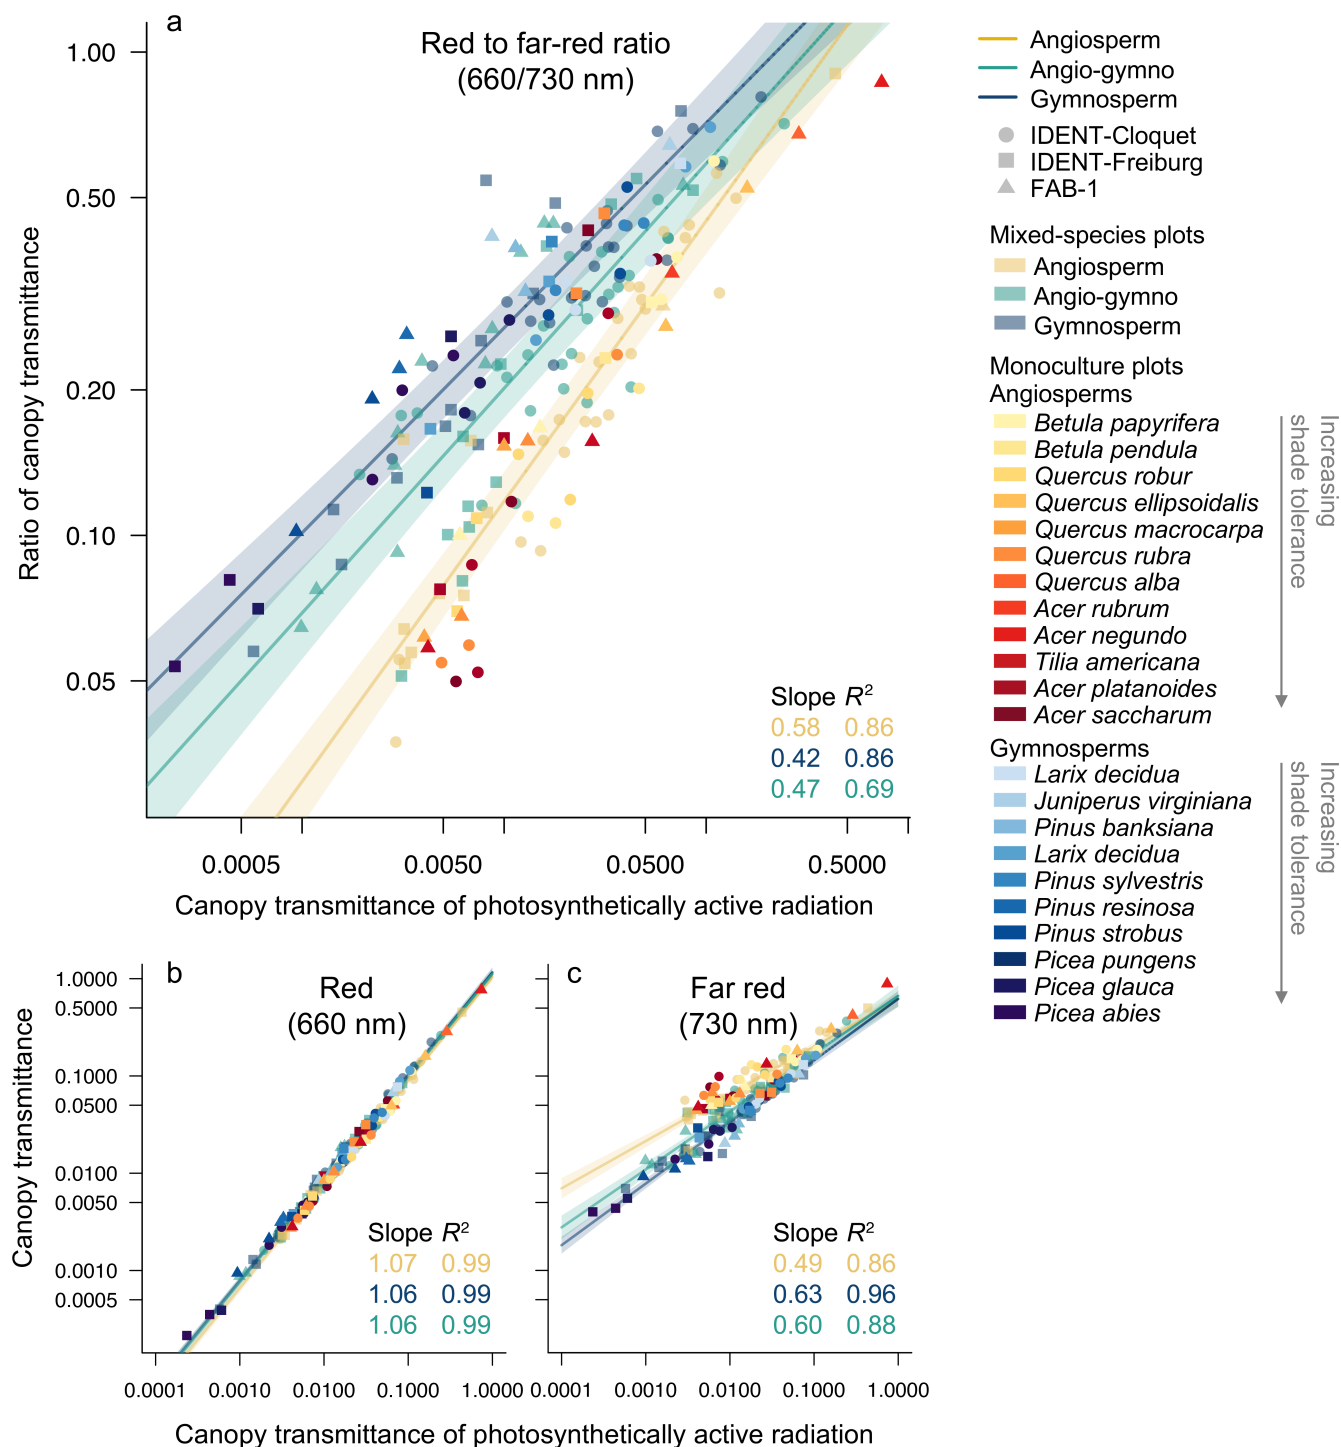 a
Red to far-red ratio
(660/730 nm)
Ratio of canopy transmittance
1.00
0.50
0.20
0.10
0.05
Slope R²
0.58 0.86
0.42 0.86
0.47 0.69
0.0005 0.0050 0.0500 0.5000
Canopy transmittance of photosynthetically active radiation
Angiosperm
Angio-gymno
Gymnosperm
IDENT-Cloquet
IDENT-Freiburg
FAB-1
Mixed-species plots
Angiosperm
Angio-gymno
Gymnosperm
Monoculture plots
Angiosperms
Betula papyrifera
Betula pendula
Quercus robur
Quercus ellipsoidalis
Quercus macrocarpa
Quercus rubra
Quercus alba
Acer rubrum
Acer negundo
Tilia americana
Acer platanoides
Acer saccharum
Increasing
shade tolerance
Gymnosperms
Larix decidua
Juniperus virginiana
Pinus banksiana
Larix decidua
Pinus sylvestris
Pinus resinosa
Pinus strobus
Picea pungens
Picea glauca
Picea abies
Increasing
shade tolerance
b
Red
(660 nm)
Canopy transmittance
1.0000
0.5000
0.1000
0.0500
0.0100
0.0050
0.0010
0.0005
Slope R²
1.07 0.99
1.06 0.99
1.06 0.99
0.0001 0.0010 0.0100 0.1000 1.0000
c
Far red
(730 nm)
Slope R²
0.49 0.86
0.63 0.96
0.60 0.88
0.0001 0.0010 0.0100 0.1000 1.0000
Canopy transmittance of photosynthetically active radiation